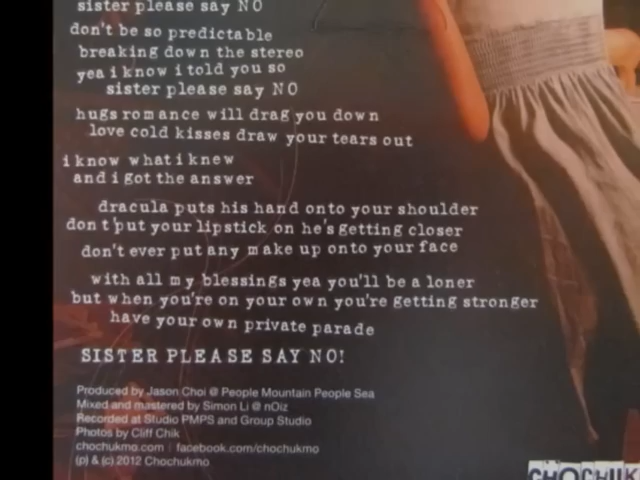 sister please say NO
don't be so predictable
breaking down the stereo
yea i know i told you so
sister please say NO
hugs romance will drag you down
love cold kisses draw your tears out
i know what i knew
and i got the answer
dracula puts his hand onto your shoulder
don't put your lipstick on he's getting closer
don't ever put any make up onto your face
with all my blessings yea you'll be a loner
but when you're on your own you're getting stronger
have your own private parade
SISTER PLEASE SAY NO!
Produced by Jason Choi @ People Mountain People Sea
Mixed and mastered by Simon Li @ nOiz
Recorded at Studio PMPS and Group Studio
Photos by Cliff Chik
chochukmo.com | facebook.com/chochukmo
(p) & (c) 2012 Chochukmo
CHOCHUK